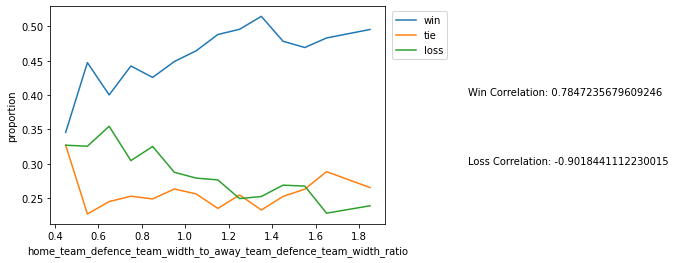 0.50
0.45
0.40
0.35
0.30
0.25
proportion
0.4 0.6 0.8 1.0 1.2 1.4 1.6 1.8
home_team_defence_team_width_to_away_team_defence_team_width_ratio
win
tie
loss
Win Correlation: 0.7847235679609246
Loss Correlation: -0.9018441112230015